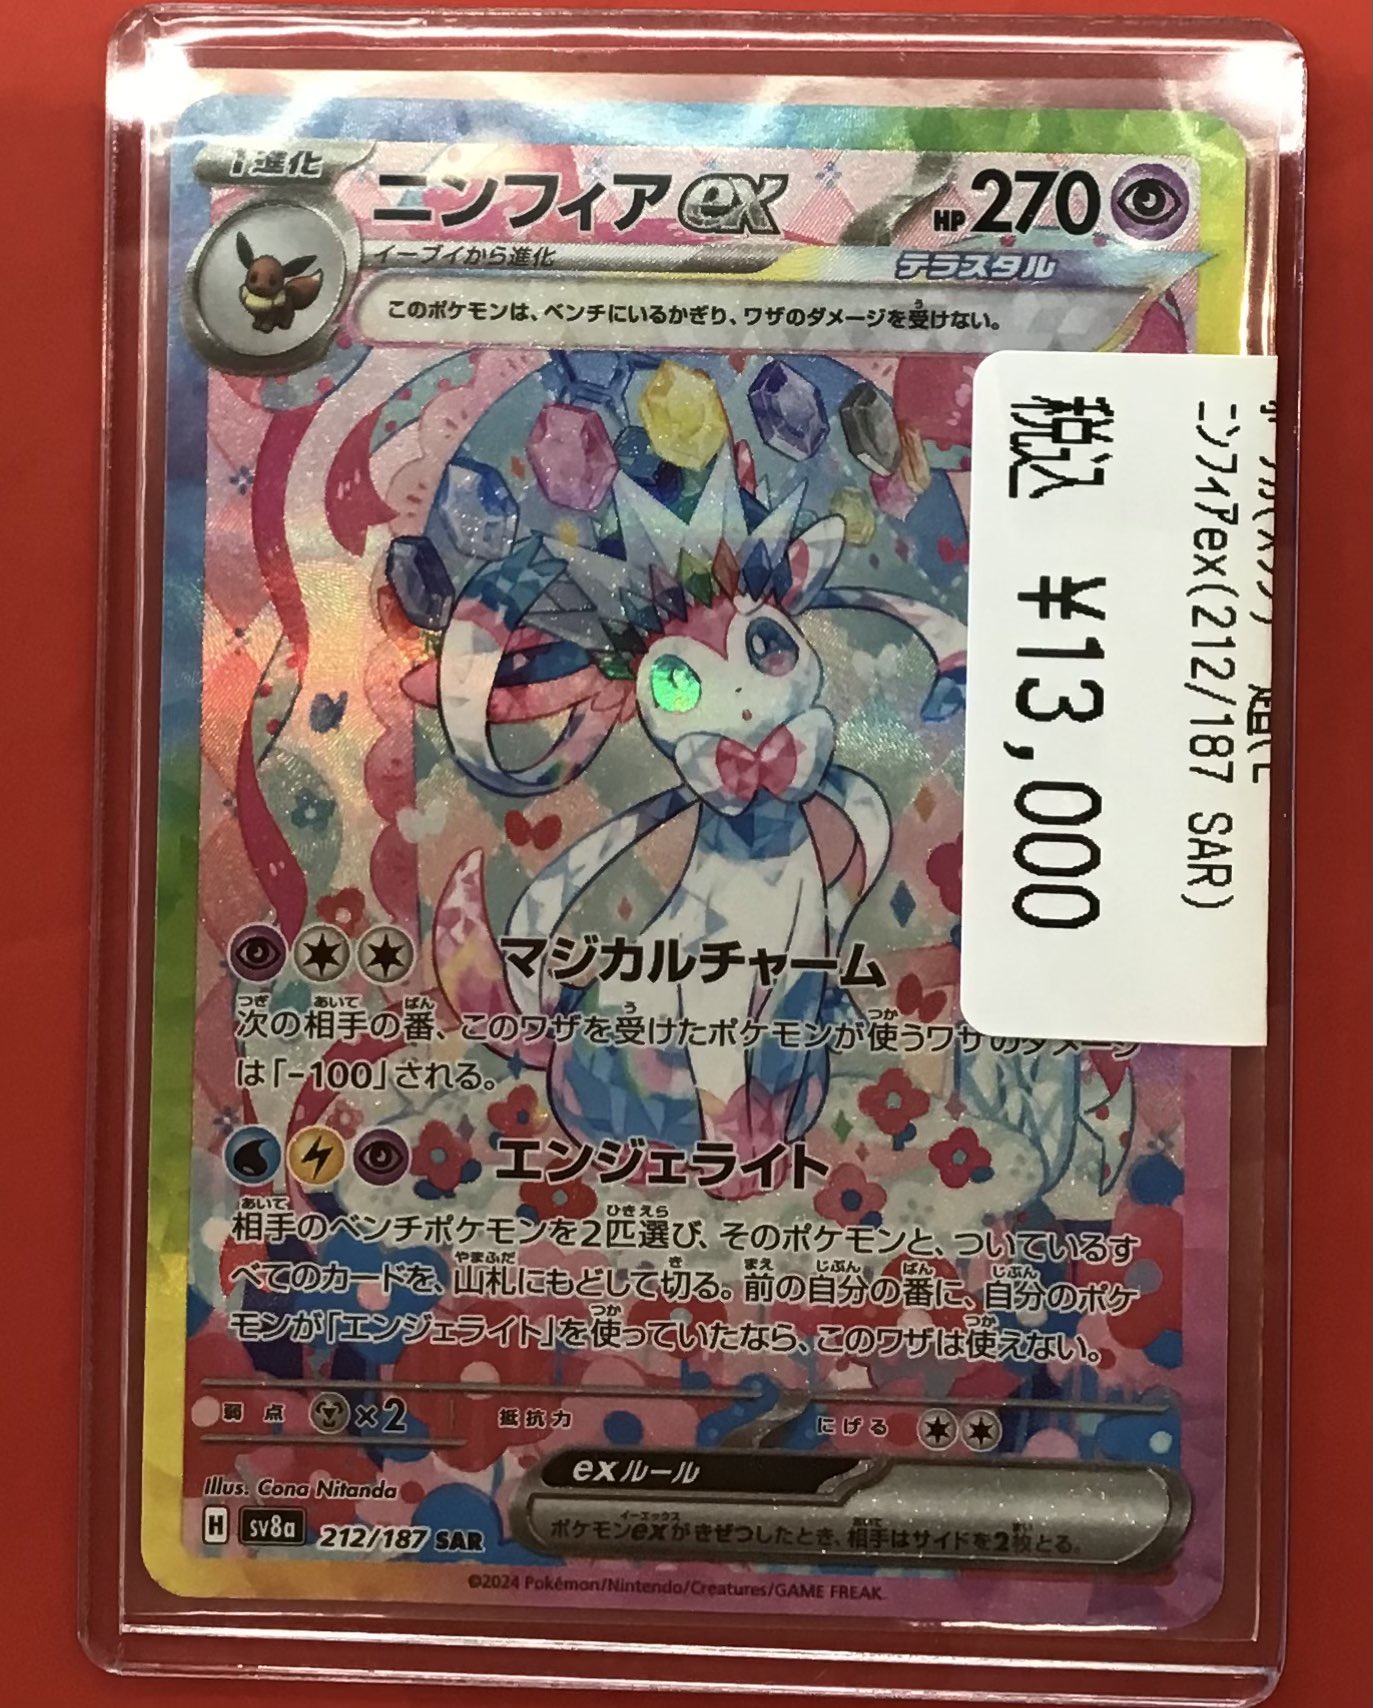 1進化
ニンフィアex
HP270
イーブイから進化
テラスタル
このポケモンは、ベンチにいるかぎり、ワザのダメージを受けない。
税込 ¥13,000
ニンフィアex(212/187 SAR)
マジカルチャーム
次の相手の番、このワザを受けたポケモンが使うワザのダメージ
は「-100」される。
エンジェライト
相手のベンチポケモンを2匹選び、そのポケモンと、ついているす
べてのカードを、山札にもどして切る。前の自分の番に、自分のポケ
モンが「エンジェライト」を使っていたなら、このワザは使えない。
弱点 ×2 抵抗力 にげる
exルール
ポケモンexがきぜつしたとき、相手はサイドを2枚とる。
Illus. Cona Nitanda
H sv8a 212/187 SAR
©2024 Pokémon/Nintendo/Creatures/GAME FREAK.